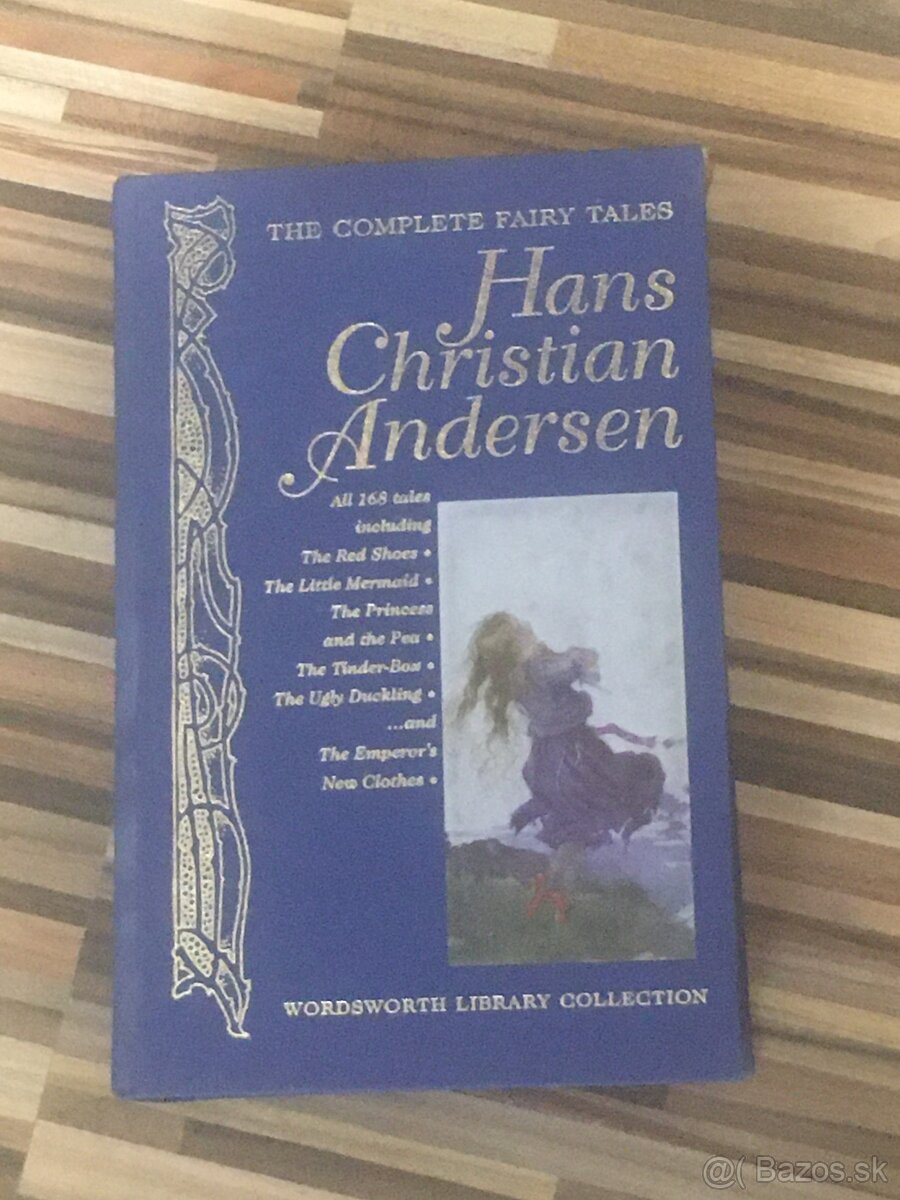 THE COMPLETE FAIRY TALES
Hans
Christian
Andersen
All 168 tales
including
The Red Shoes •
The Little Mermaid •
The Princess
and the Pea •
The Tinder-Box •
The Ugly Duckling •
...and
The Emperor's
New Clothes •
WORDSWORTH LIBRARY COLLECTION
@( Bazos.sk